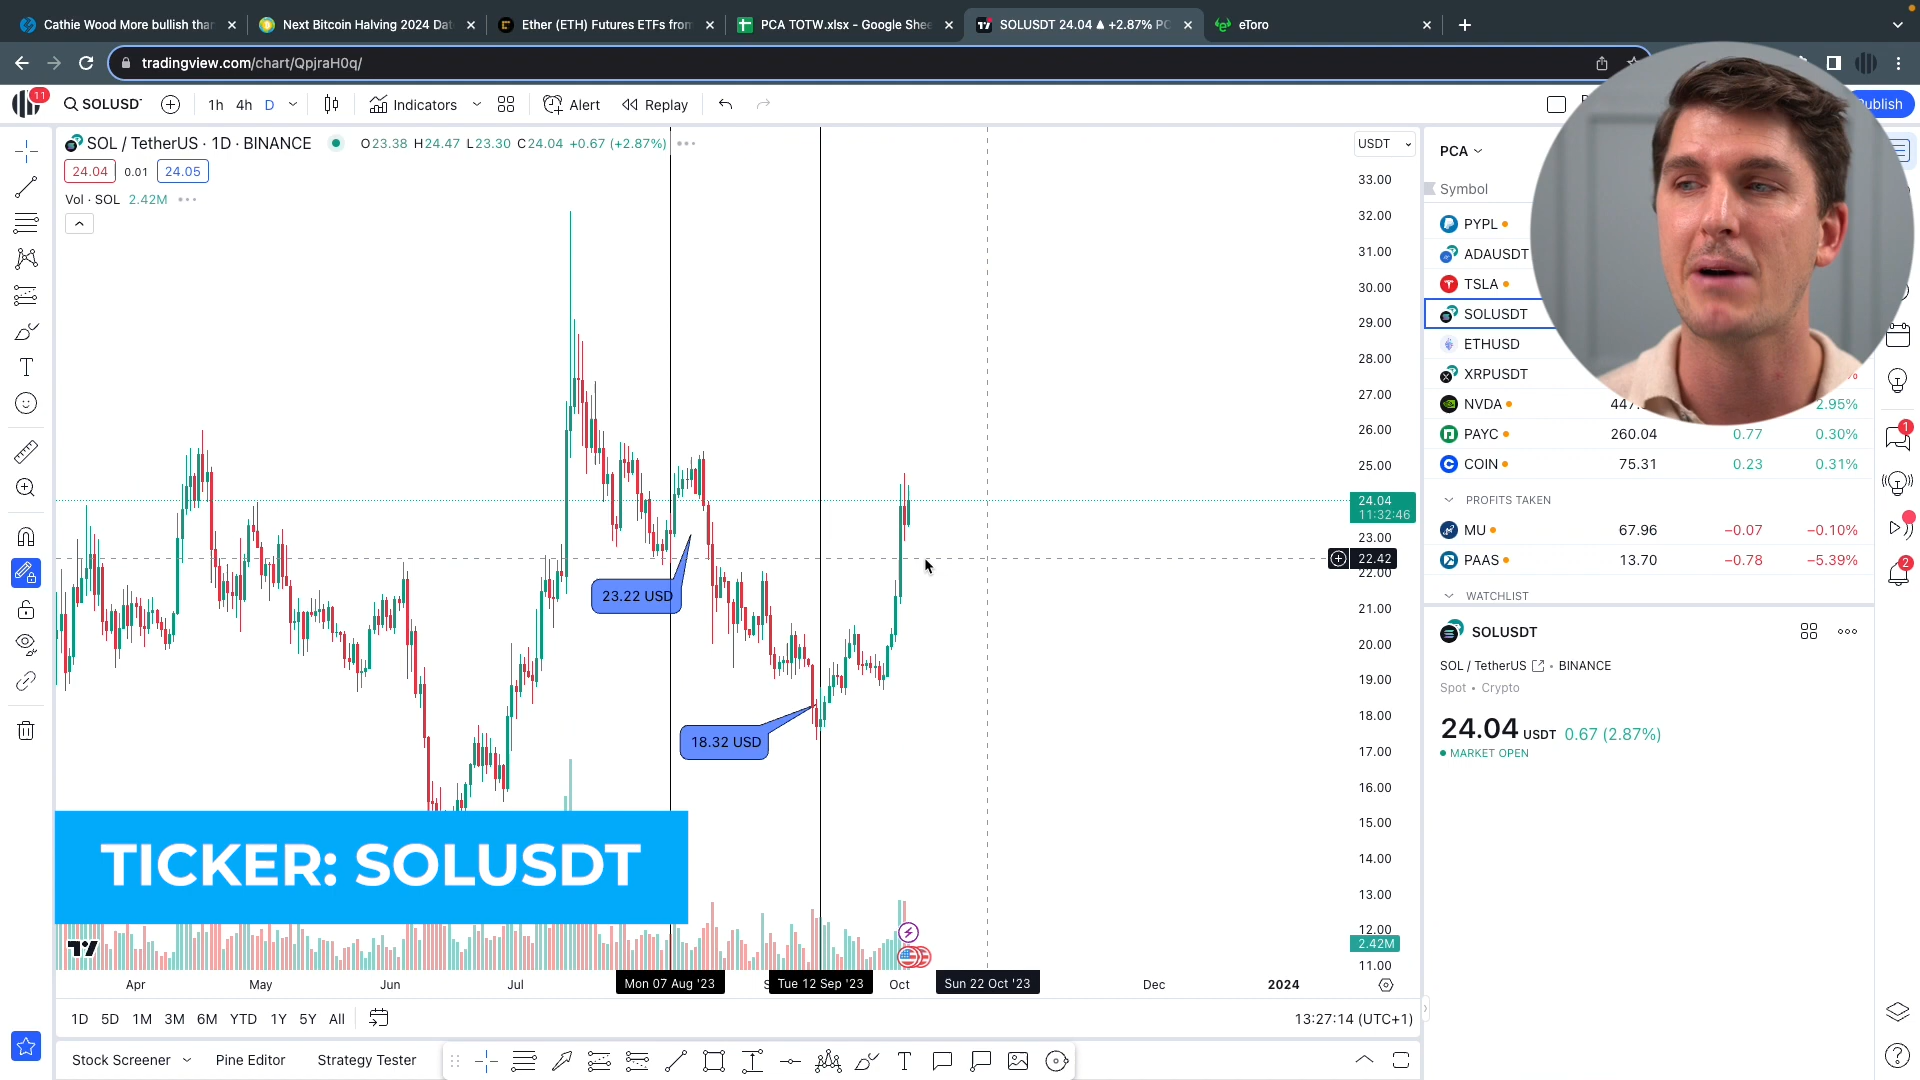 Cathie Wood More bullish tha
Next Bitcoin Halving 2024 Dat
Ether (ETH) Futures ETFs from
PCA TOTW.xlsx - Google Shee
SOLUSDT 24.04 ▲ +2.87% PC
eToro
tradingview.com/chart/QpjraH0q/
11
SOLUSD
1h 4h D
Indicators
Alert
Replay
Publish
SOL / TetherUS · 1D · BINANCE
O23.38 H24.47 L23.30 C24.04 +0.67 (+2.87%)
24.04 0.01 24.05
Vol · SOL 2.42M
USDT
33.00
32.00
31.00
30.00
29.00
28.00
27.00
26.00
25.00
24.04
11:32:46
23.00
22.42
22.00
21.00
20.00
19.00
18.00
17.00
16.00
15.00
14.00
13.00
12.00
2.42M
11.00
23.22 USD
18.32 USD
TICKER: SOLUSDT
Apr May Jun Jul Mon 07 Aug '23 Tue 12 Sep '23 Oct Sun 22 Oct '23 Dec 2024
1D 5D 1M 3M 6M YTD 1Y 5Y All
13:27:14 (UTC+1)
Stock Screener Pine Editor Strategy Tester
PCA
Symbol
PYPL
ADAUSDT
TSLA
SOLUSDT
ETHUSD
XRPUSDT
NVDA 447. 2.95%
PAYC 260.04 0.77 0.30%
COIN 75.31 0.23 0.31%
PROFITS TAKEN
MU 67.96 −0.07 −0.10%
PAAS 13.70 −0.78 −5.39%
WATCHLIST
SOLUSDT
SOL / TetherUS • BINANCE
Spot • Crypto
24.04 USDT 0.67 (2.87%)
MARKET OPEN
1
2